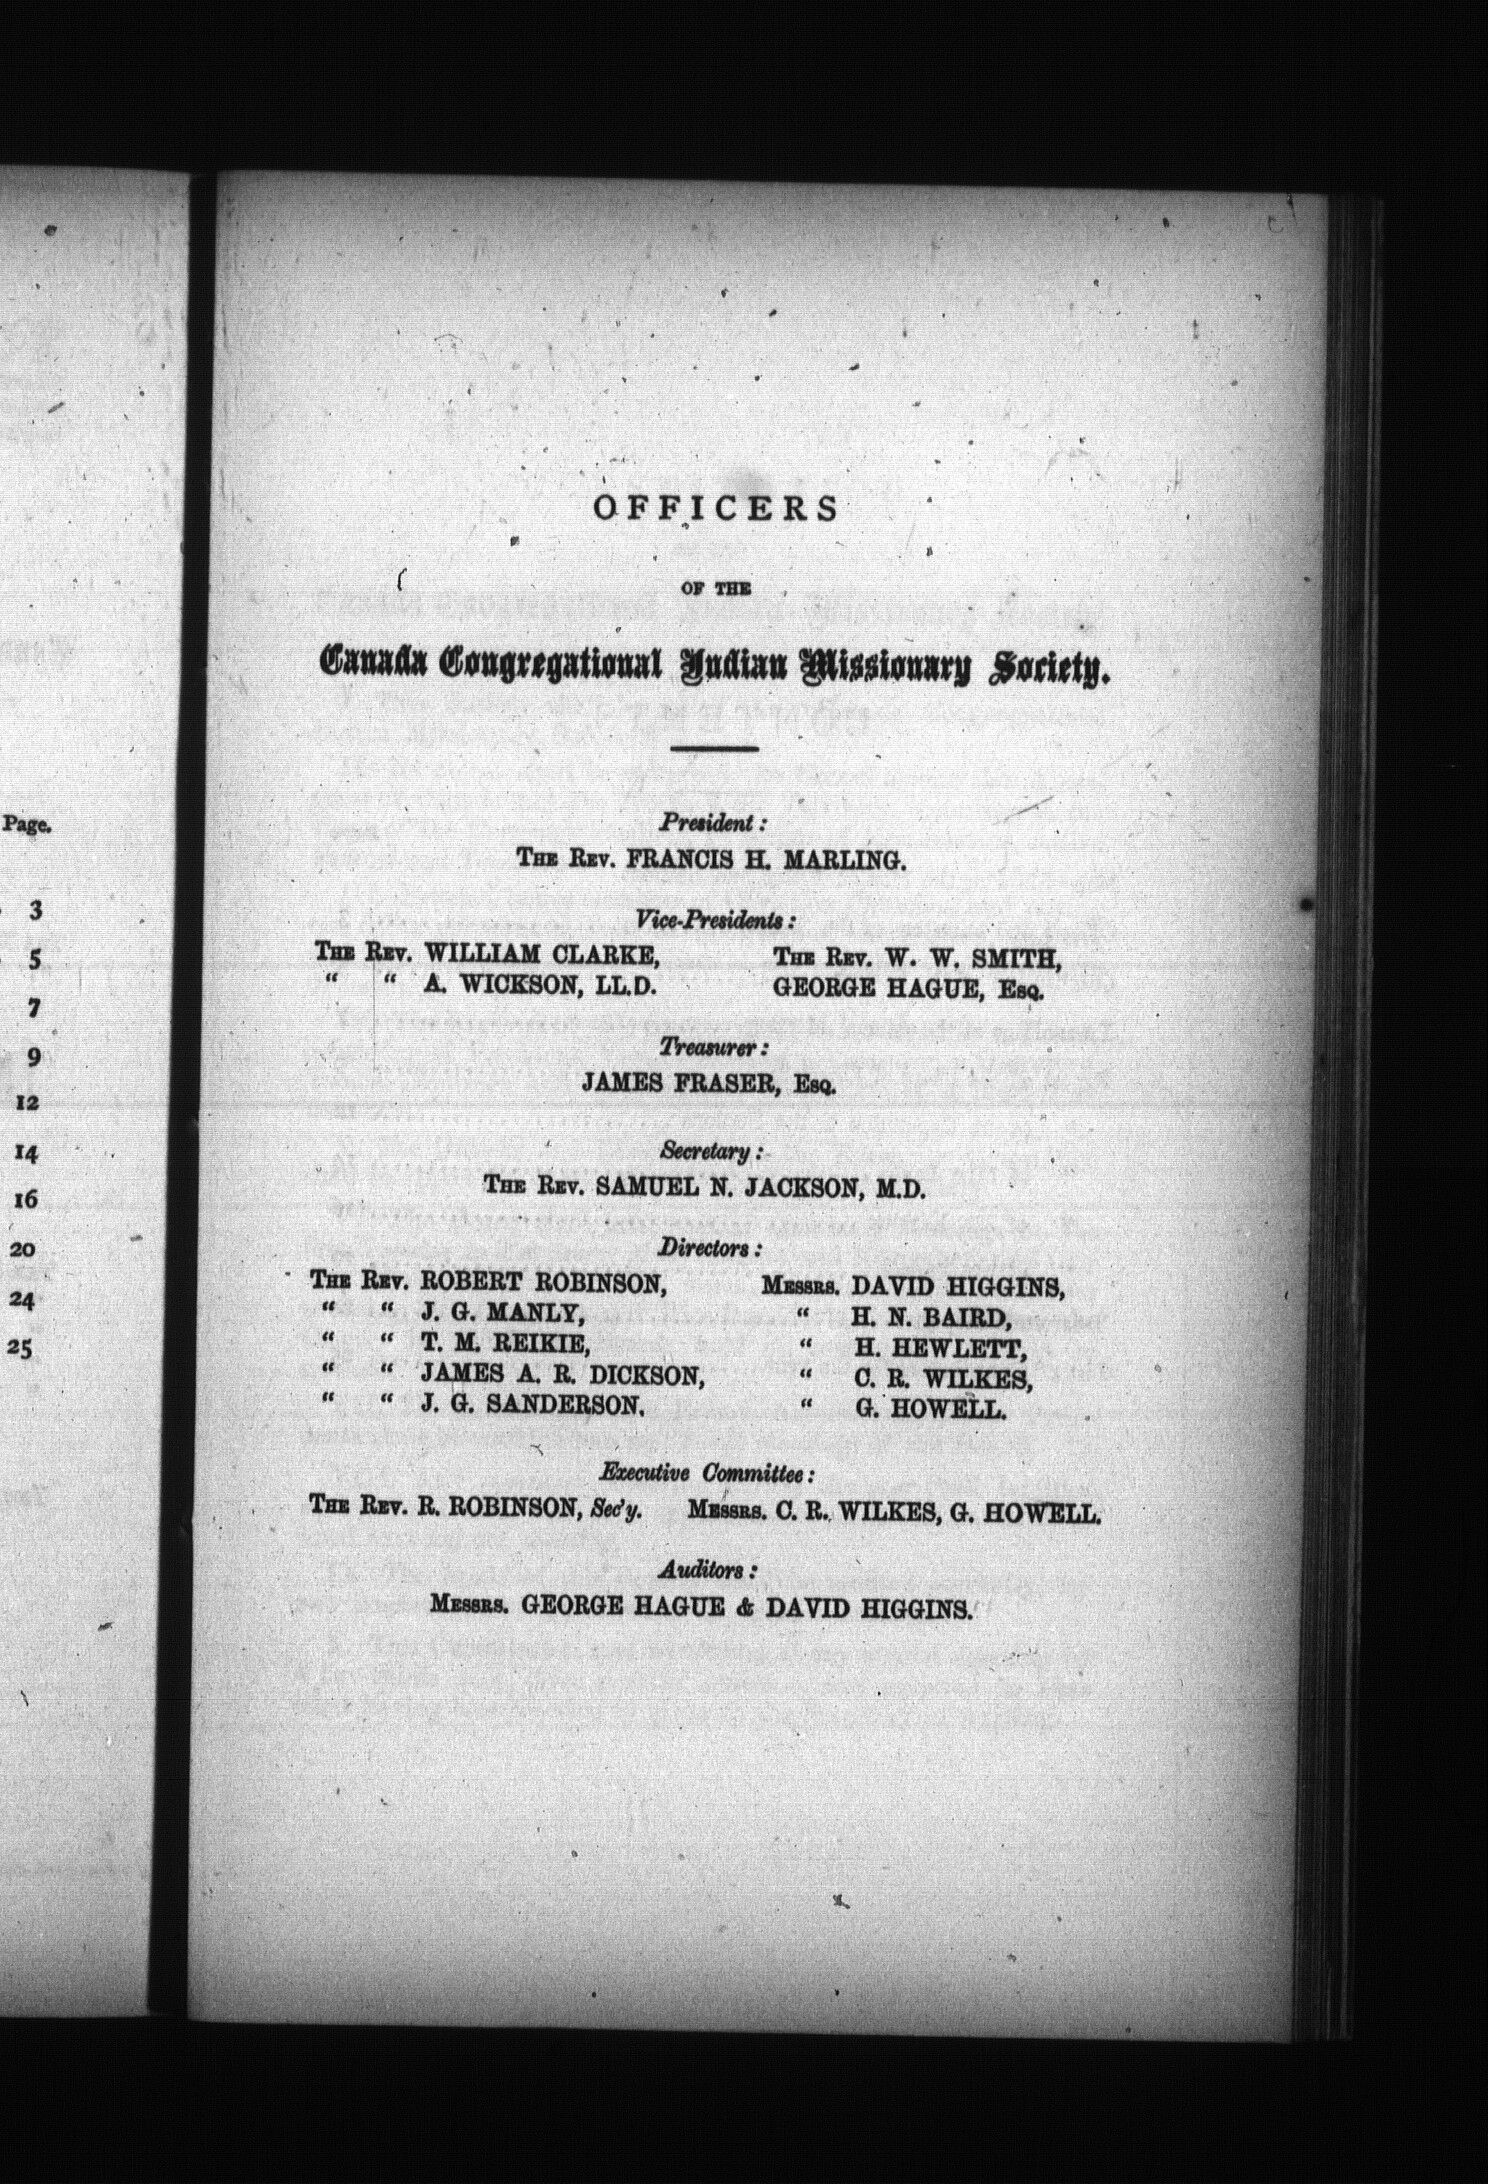 Page.
3
5
7
9
12
14
16
20
24
25
OFFICERS
OF THE
Canada Congregational Indian Missionary Society.
President:
THE REV. FRANCIS H. MARLING.
Vice-Presidents:
THE REV. WILLIAM CLARKE, THE REV. W. W. SMITH,
“ “ A. WICKSON, LL.D. GEORGE HAGUE, ESQ.
Treasurer:
JAMES FRASER, ESQ.
Secretary:
THE REV. SAMUEL N. JACKSON, M.D.
Directors:
THE REV. ROBERT ROBINSON, MESSRS. DAVID HIGGINS,
“ “ J. G. MANLY, “ H. N. BAIRD,
“ “ T. M. REIKIE, “ H. HEWLETT,
“ “ JAMES A. R. DICKSON, “ C. R. WILKES,
“ “ J. G. SANDERSON. “ G. HOWELL.
Executive Committee:
THE REV. R. ROBINSON, Sec'y. MESSRS. C. R. WILKES, G. HOWELL.
Auditors:
MESSRS. GEORGE HAGUE & DAVID HIGGINS.